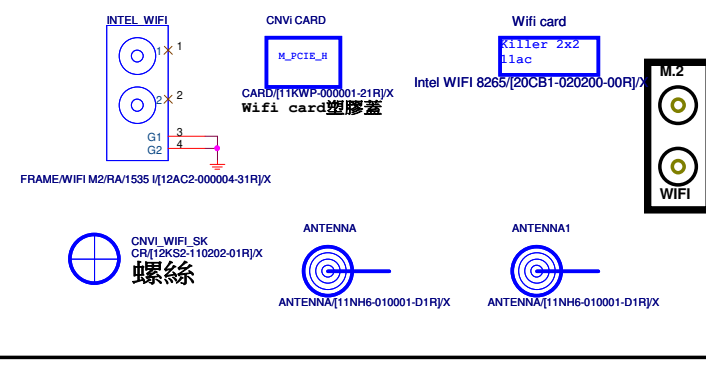 INTEL WIFI
1
1
2
2
G1
3
G2
4
FRAME/WIFI M2/RA/1535 I/[12AC2-000004-31R]/X
CNVi CARD
M_PCIE_H
CARD/[11KWP-000001-21R]/X
Wifi card塑膠蓋
Wifi card
Killer 2x2
11ac
Intel WIFI 8265/[20CB1-020200-00R]/X
M.2
WIFI
CNVI_WIFI_SK
CR/[12KS2-110202-01R]/X
螺絲
ANTENNA
ANTENNA/[11NH6-010001-D1R]/X
ANTENNA1
ANTENNA/[11NH6-010001-D1R]/X